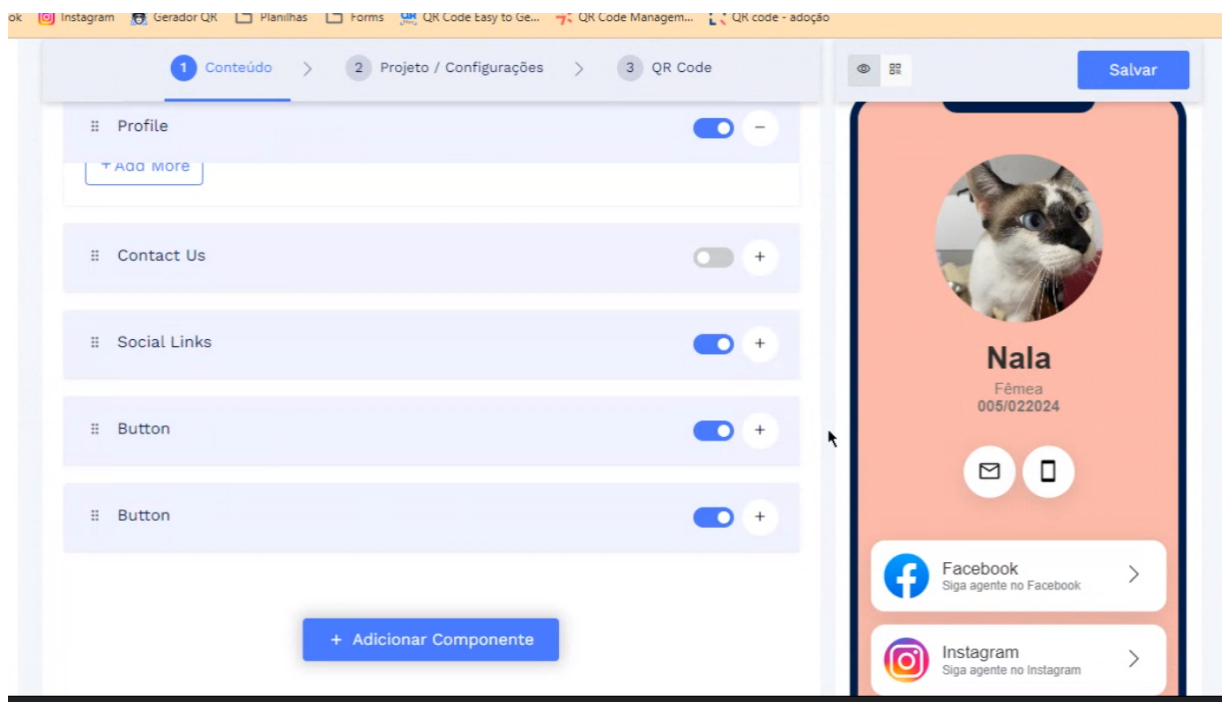 ok Instagram Gerador QR Planilhas Forms QR Code Easy to Ge... QR Code Managem... QR code - adoção
1 Conteúdo > 2 Projeto / Configurações > 3 QR Code
Salvar
Profile
+ Add More
Contact Us
Social Links
Button
Button
+ Adicionar Componente
Nala
Fêmea
005/022024
Facebook
Siga agente no Facebook
Instagram
Siga agente no Instagram